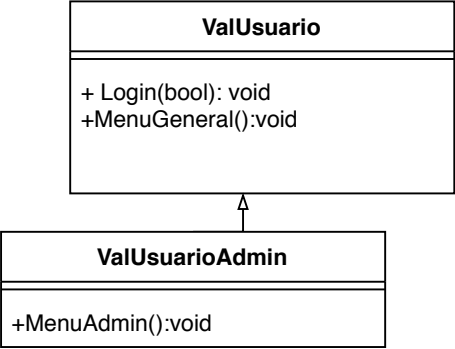 ValUsuario
+ Login(bool): void
+MenuGeneral():void
ValUsuarioAdmin
+MenuAdmin():void